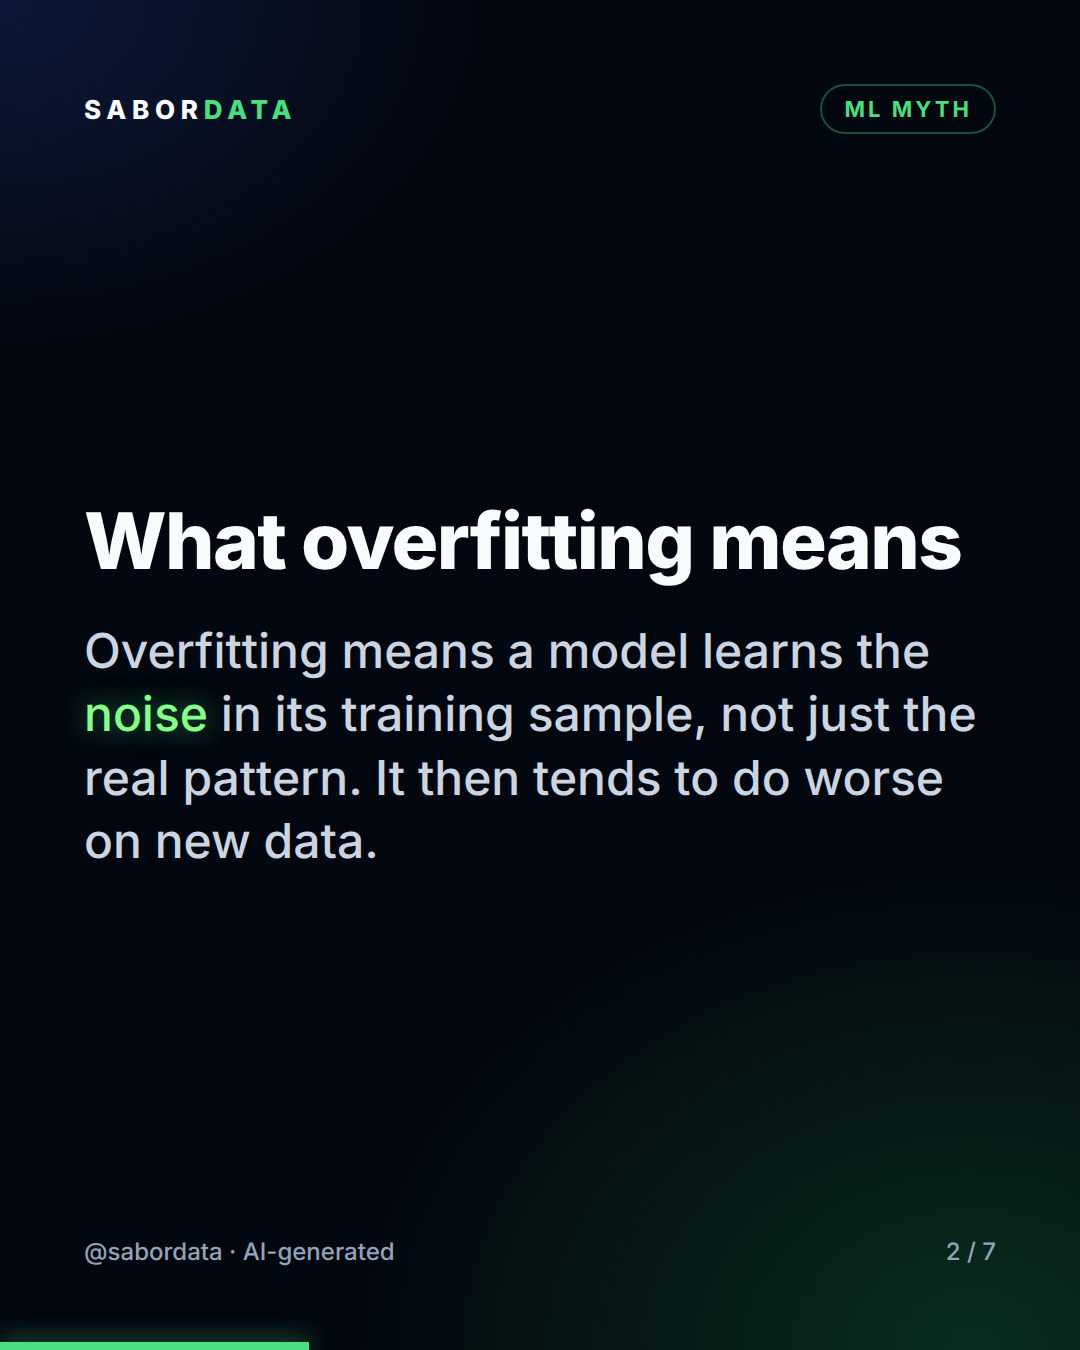 SABORDATA
ML MYTH
What overfitting means
Overfitting means a model learns the
noise in its training sample, not just the
real pattern. It then tends to do worse
on new data.
@sabordata · AI-generated
2 / 7